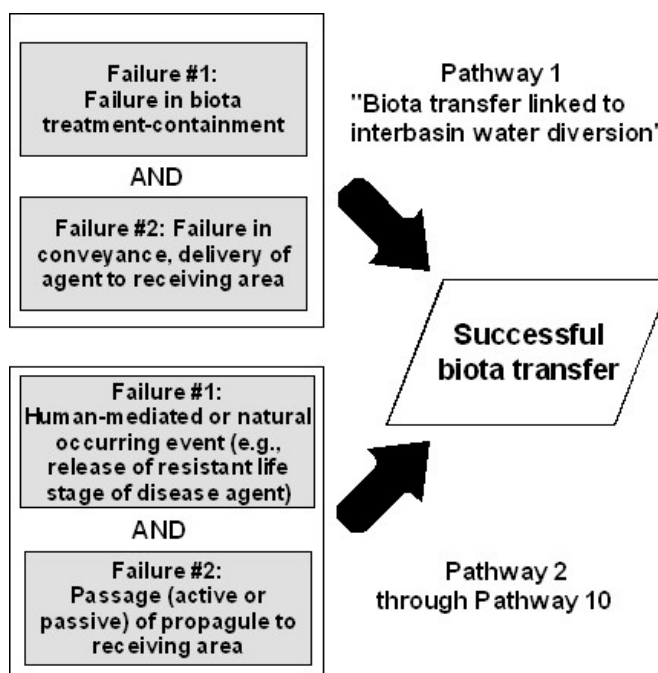 Failure #1:
Failure in biota
treatment-containment
AND
Failure #2: Failure in
conveyance, delivery of
agent to receiving area
Pathway 1
"Biota transfer linked to
interbasin water diversion"
Successful
biota transfer
Failure #1:
Human-mediated or natural
occurring event (e.g.,
release of resistant life
stage of disease agent)
AND
Failure #2:
Passage (active or
passive) of propagule to
receiving area
Pathway 2
through Pathway 10